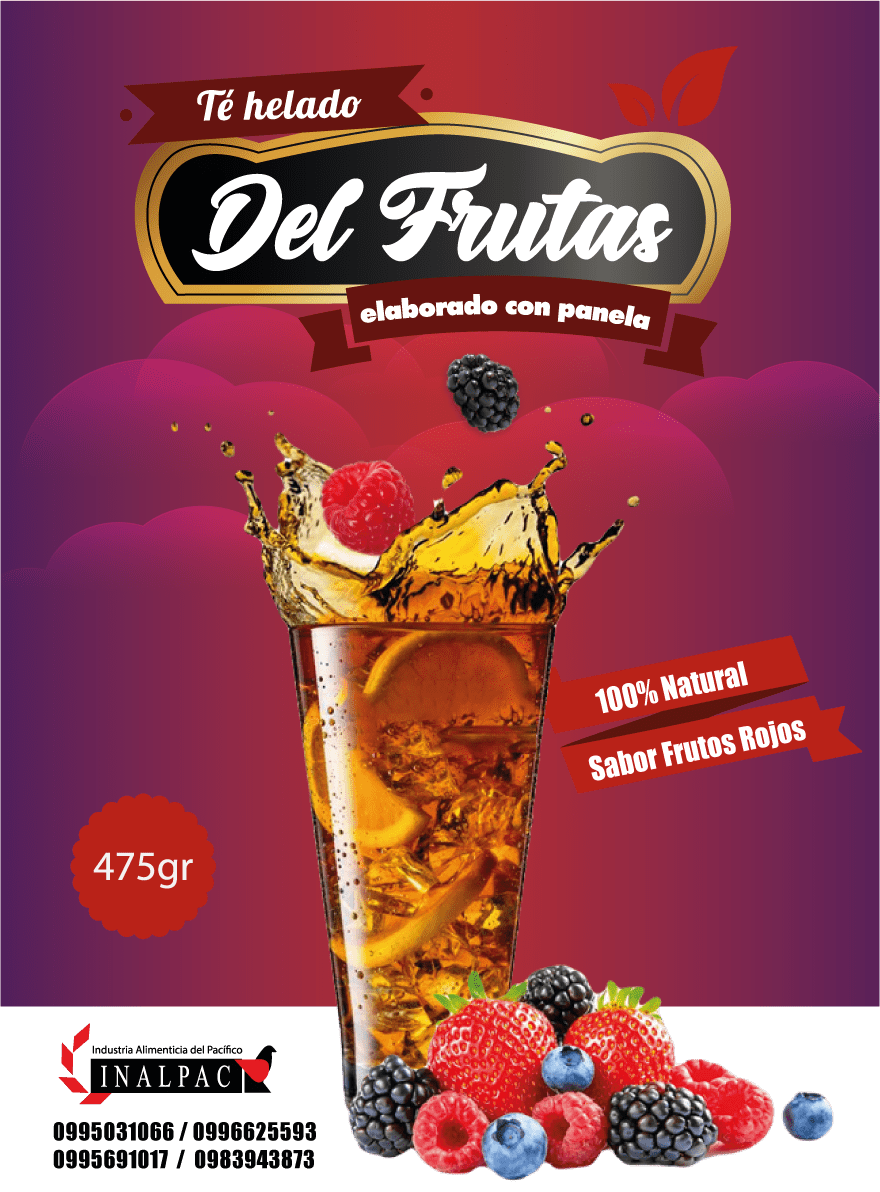 Té helado
Del Frutas
elaborado con panela
100% Natural
Sabor Frutos Rojos
475gr
Industria Alimenticia del Pacífico
INALPAC
0995031066 / 0996625593
0995691017 / 0983943873